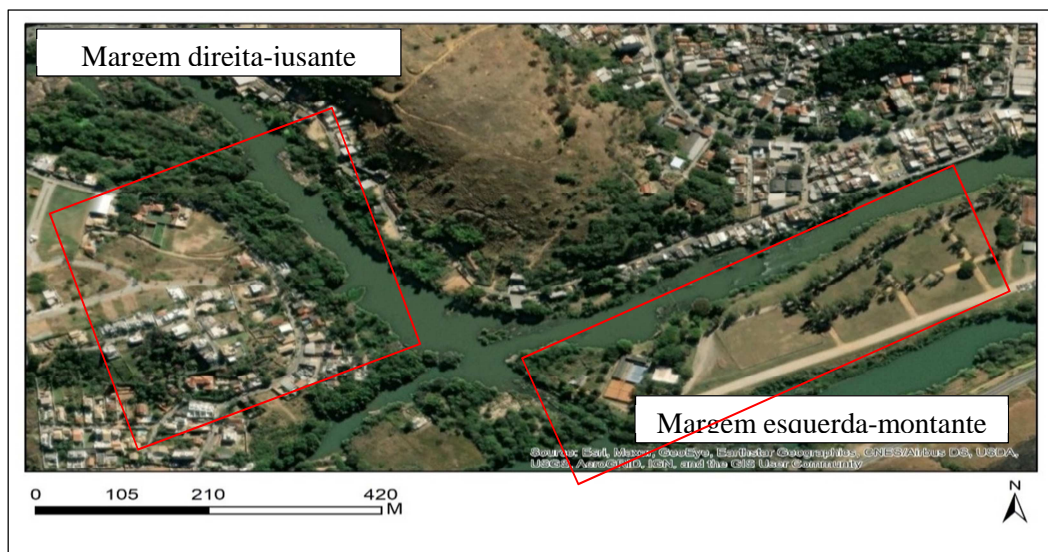 Margem direita-jusante
Margem esquerda-montante
Source: Esri, Maxar, GeoEye, Earthstar Geographics, CNES/Airbus DS, USDA,
USGS, AeroGRID, IGN, and the GIS User Community
0 105 210 420
M
N